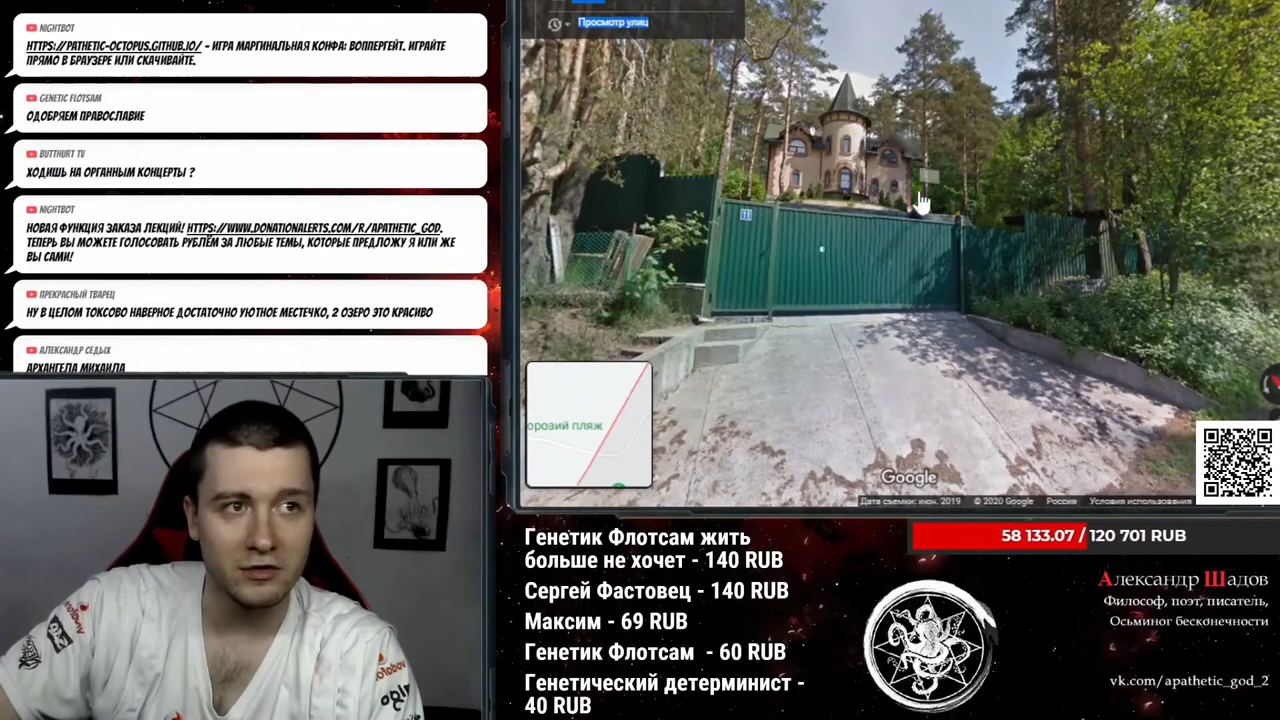 NIGHTBOT
HTTPS://PATHETIC-OCTOPUS.GITHUB.IO/ - ИГРА МАРГИНАЛЬНАЯ КОНФА: ВОППЕРГЕЙТ. ИГРАЙТЕ
ПРЯМО В БРАУЗЕРЕ ИЛИ СКАЧИВАЙТЕ.
GENETIC FLOTSAM
ОДОБРЯЕМ ПРАВОСЛАВИЕ
BUTTHURT TV
ХОДИШЬ НА ОРГАННЫМ КОНЦЕРТЫ ?
NIGHTBOT
НОВАЯ ФУНКЦИЯ ЗАКАЗА ЛЕКЦИЙ! HTTPS://WWW.DONATIONALERTS.COM/R/APATHETIC_GOD.
ТЕПЕРЬ ВЫ МОЖЕТЕ ГОЛОСОВАТЬ РУБЛЁМ ЗА ЛЮБЫЕ ТЕМЫ, КОТОРЫЕ ПРЕДЛОЖУ Я ИЛИ ЖЕ
ВЫ САМИ!
ПРЕКРАСНЫЙ ТВАРЕЦ
НУ В ЦЕЛОМ ТОКСОВО НАВЕРНОЕ ДОСТАТОЧНО УЮТНОЕ МЕСТЕЧКО, 2 ОЗЕРО ЭТО КРАСИВО
АЛЕКСАНДР СЕДЫХ
АРХАНГЕЛА МИХАИЛА
Просмотр улиц
11
оровий пляж
Google
Дата съемки: июн. 2019 © 2020 Google Россия Условия использования
Генетик Флотсам жить
больше не хочет - 140 RUB
Сергей Фастовец - 140 RUB
Максим - 69 RUB
Генетик Флотсам - 60 RUB
Генетический детерминист -
40 RUB
58 133.07 / 120 701 RUB
Александр Шадов
Философ, поэт, писатель,
Осьминог бесконечности
vk.com/apathetic_god_2